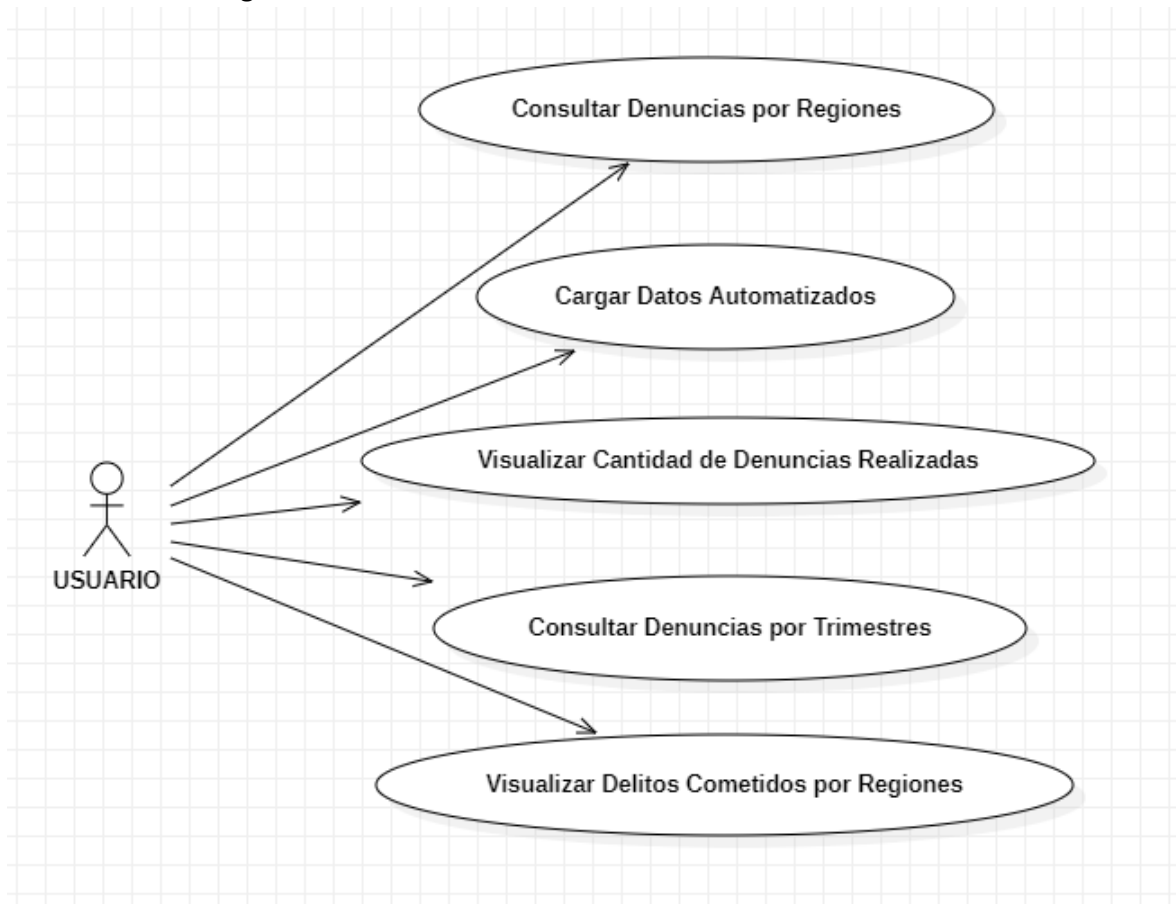 Consultar Denuncias por Regiones
Cargar Datos Automatizados
Visualizar Cantidad de Denuncias Realizadas
USUARIO
Consultar Denuncias por Trimestres
Visualizar Delitos Cometidos por Regiones